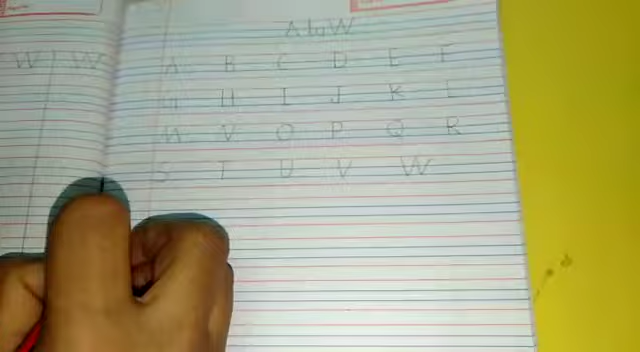 A to W
W W
A B C D E F
G H I J K L
M V O P Q R
S T U V W